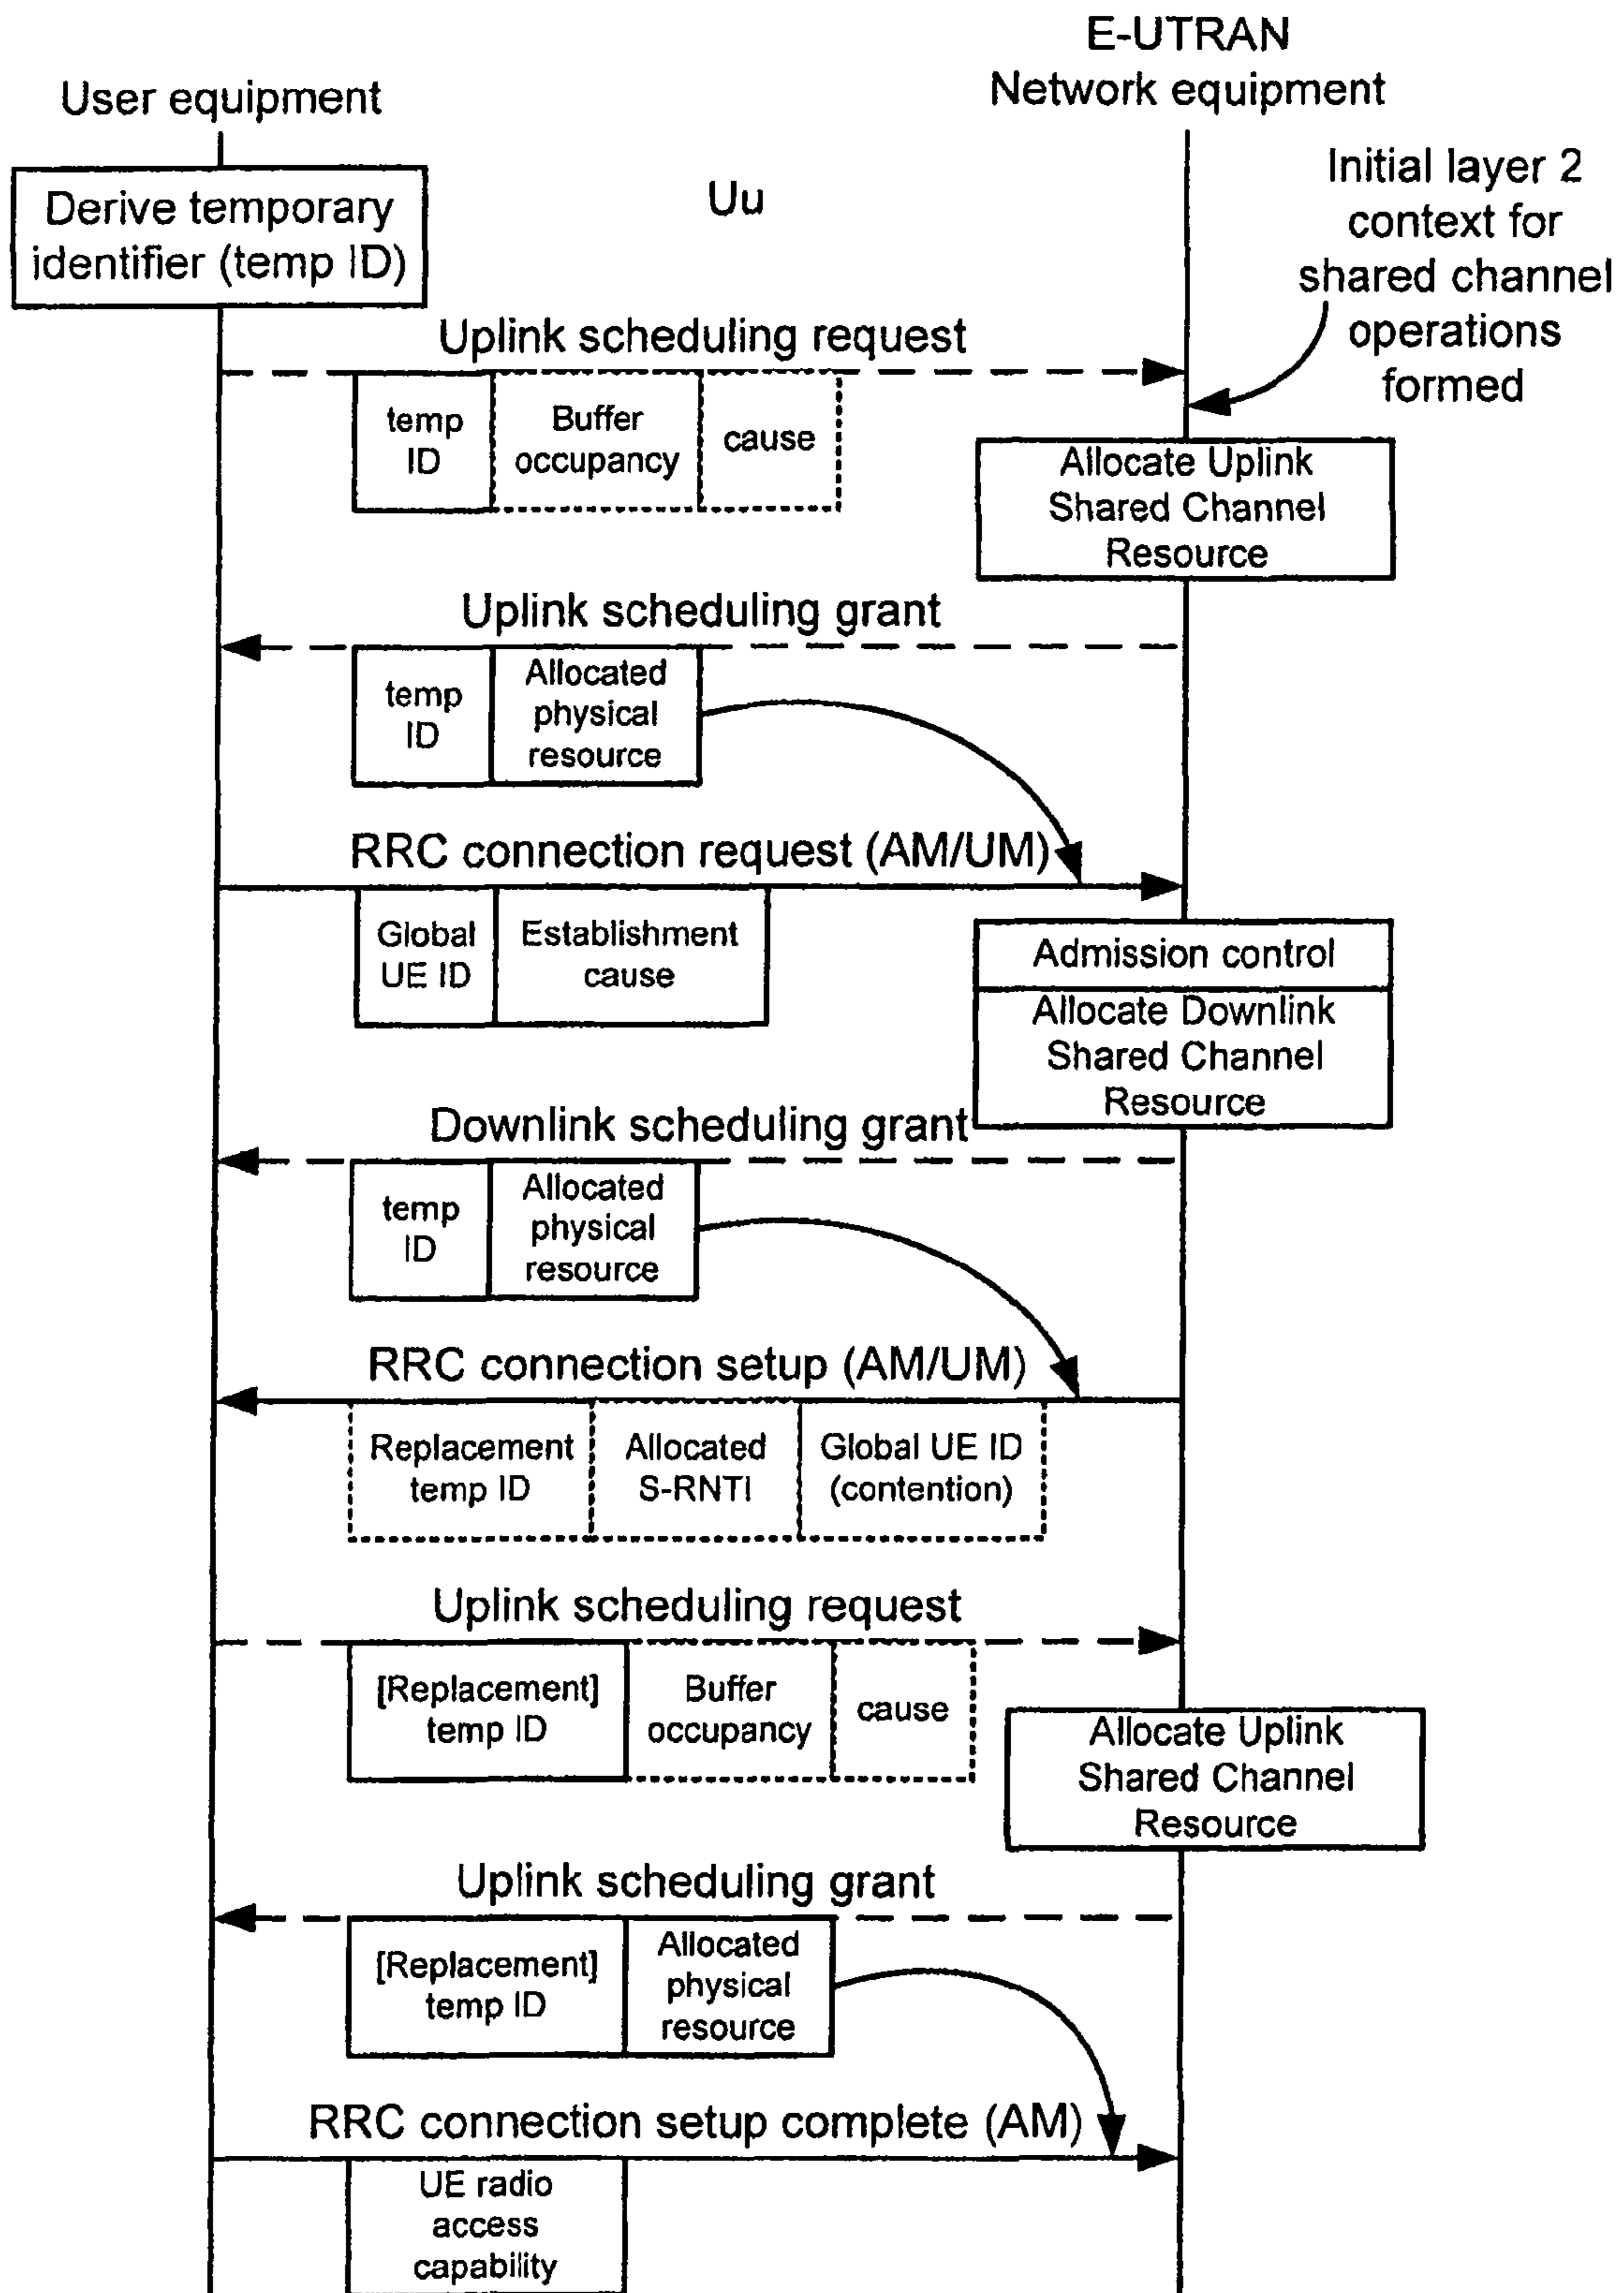 E-UTRAN
Network equipment
User equipment
Derive temporary
identifier (temp ID)
Uu
Initial layer 2
context for
shared channel
operations
formed
Uplink scheduling request
temp
ID
Buffer
occupancy
cause
Allocate Uplink
Shared Channel
Resource
Uplink scheduling grant
temp
ID
Allocated
physical
resource
RRC connection request (AM/UM)
Global
UE ID
Establishment
cause
Admission control
Allocate Downlink
Shared Channel
Resource
Downlink scheduling grant
temp
ID
Allocated
physical
resource
RRC connection setup (AM/UM)
Replacement
temp ID
Allocated
S-RNTI
Global UE ID
(contention)
Uplink scheduling request
[Replacement]
temp ID
Buffer
occupancy
cause
Allocate Uplink
Shared Channel
Resource
Uplink scheduling grant
[Replacement]
temp ID
Allocated
physical
resource
RRC connection setup complete (AM)
UE radio
access
capability